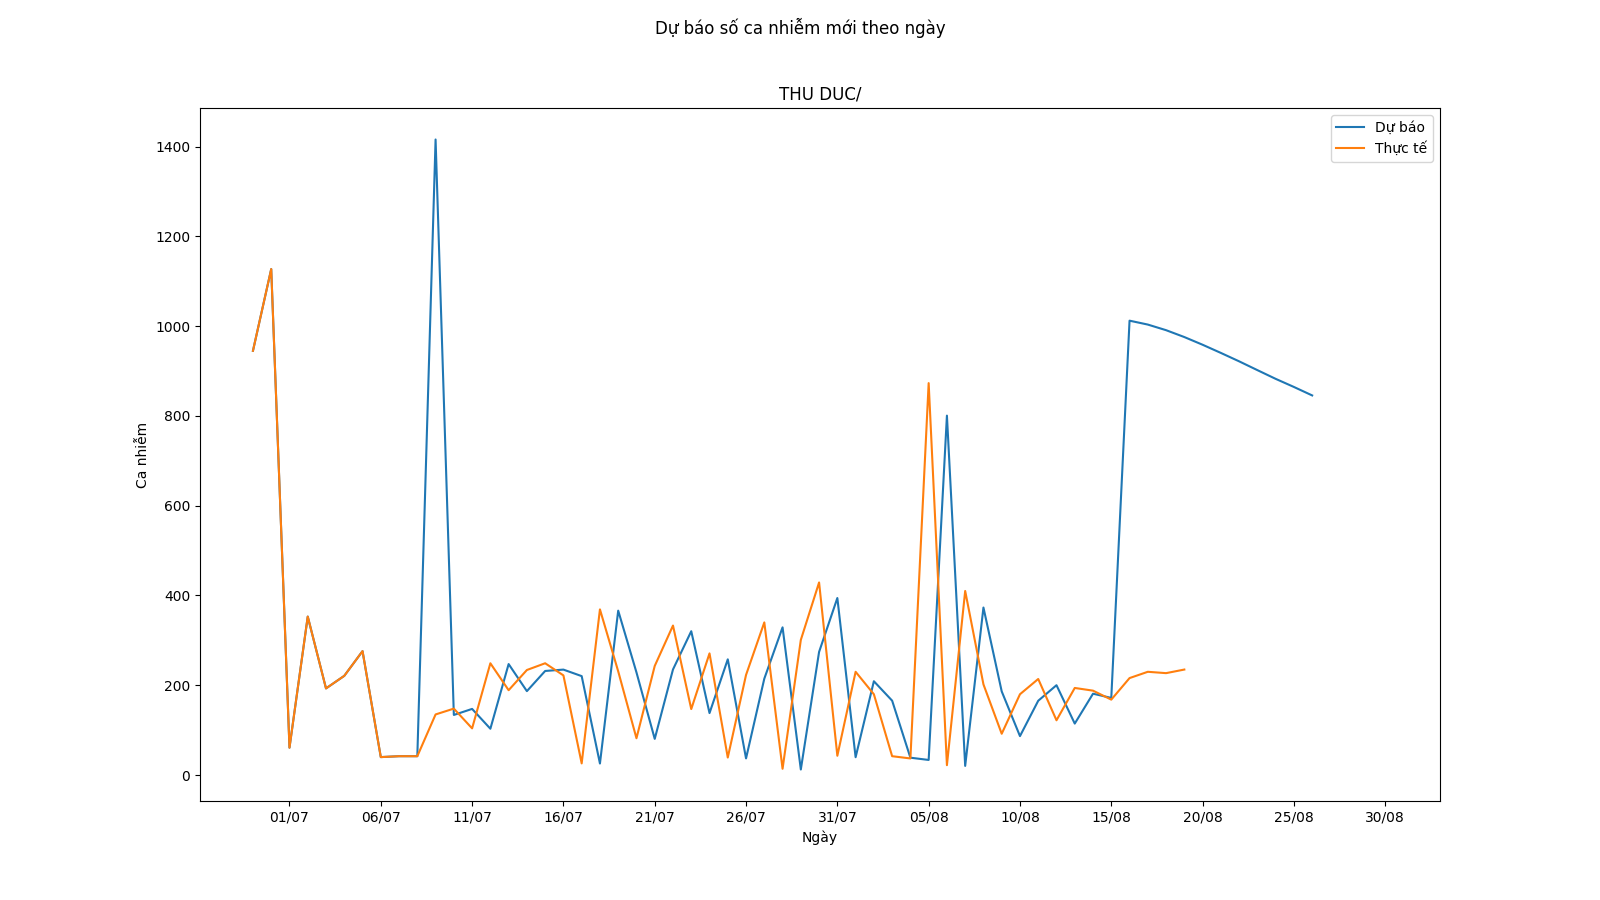 Dự báo số ca nhiễm mới theo ngày
THU DUC/
Dự báo
Thực tế
Ca nhiễm
1400
1200
1000
800
600
400
200
0
01/07 06/07 11/07 16/07 21/07 26/07 31/07 05/08 10/08 15/08 20/08 25/08 30/08
Ngày